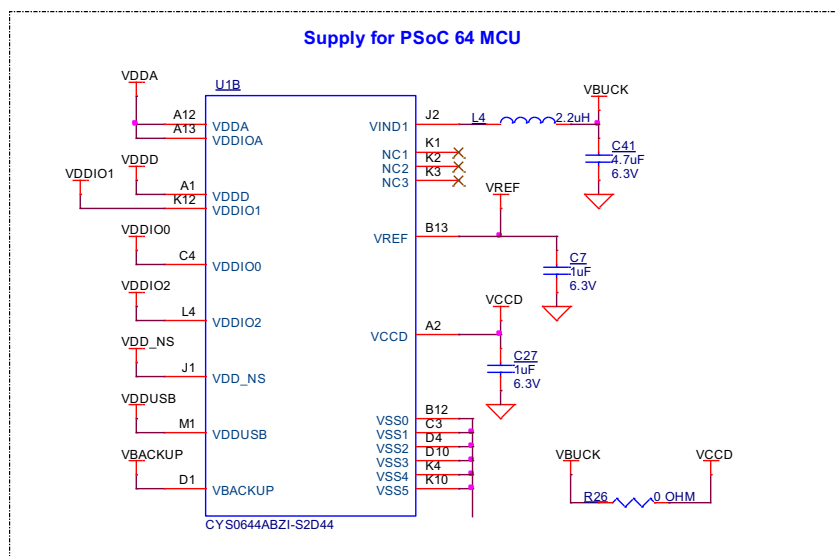 Supply for PSoC 64 MCU
VDDA
U1B
VBUCK
A12
VDDA
J2
VIND1
L4
2.2uH
A13
VDDIOA
K1
NC1
C41
4.7uF
6.3V
VDDD
K2
NC2
VDDIO1
K3
NC3
A1
VDDD
VREF
K12
VDDIO1
VDDIO0
B13
VREF
C4
VDDIO0
C7
1uF
6.3V
VDDIO2
VCCD
L4
VDDIO2
A2
VCCD
VDD_NS
C27
1uF
6.3V
J1
VDD_NS
VDDUSB
B12
VSS0
C3
VSS1
M1
VDDUSB
D4
VSS2
VBACKUP
D10
VSS3
VBUCK
VCCD
K4
VSS4
D1
VBACKUP
K10
VSS5
R26
0 OHM
CYS0644ABZI-S2D44